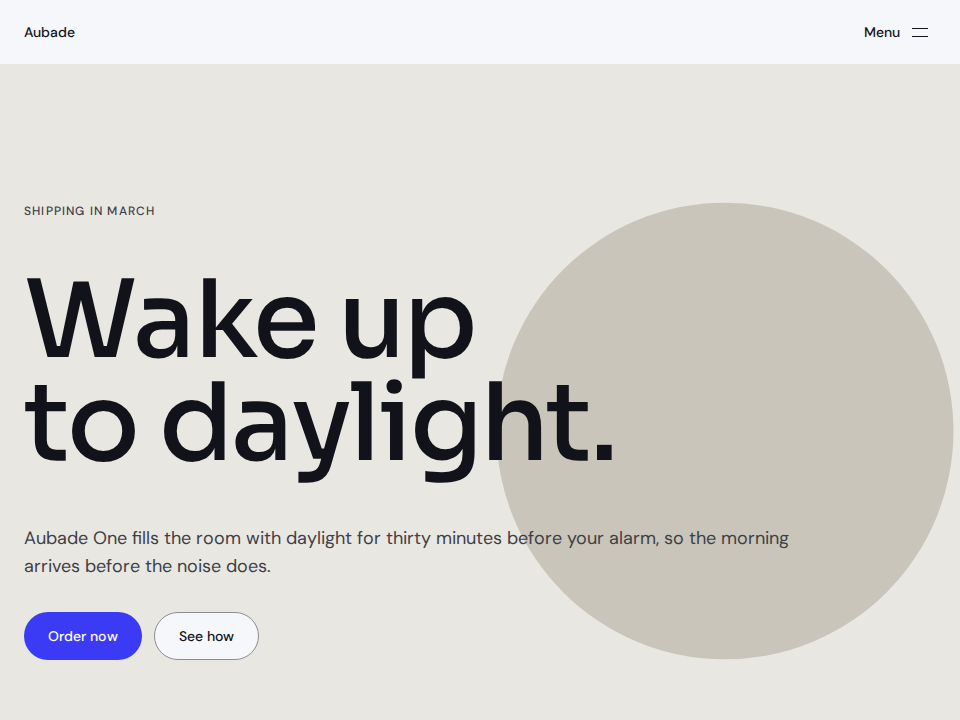 Aubade
Menu
SHIPPING IN MARCH
Wake up
to daylight.
Aubade One fills the room with daylight for thirty minutes before your alarm, so the morning
arrives before the noise does.
Order now
See how